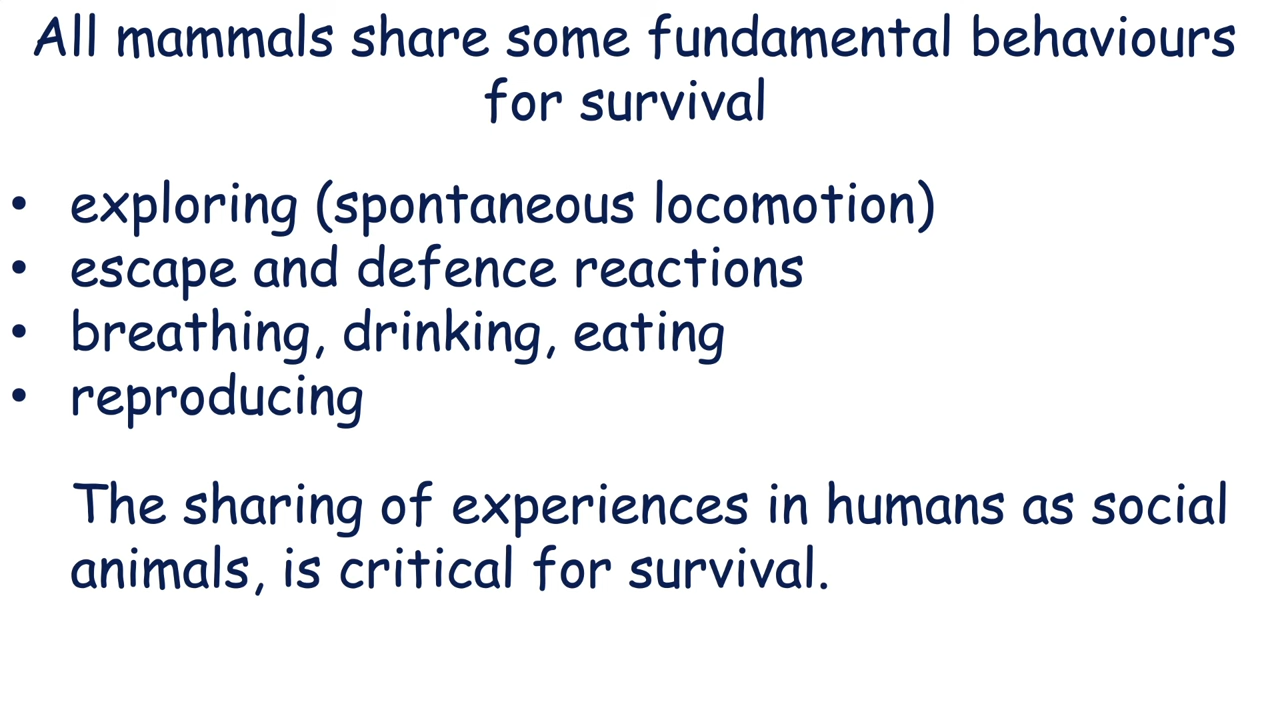 All mammals share some fundamental behaviours
for survival
• exploring (spontaneous locomotion)
• escape and defence reactions
• breathing, drinking, eating
• reproducing
The sharing of experiences in humans as social
animals, is critical for survival.